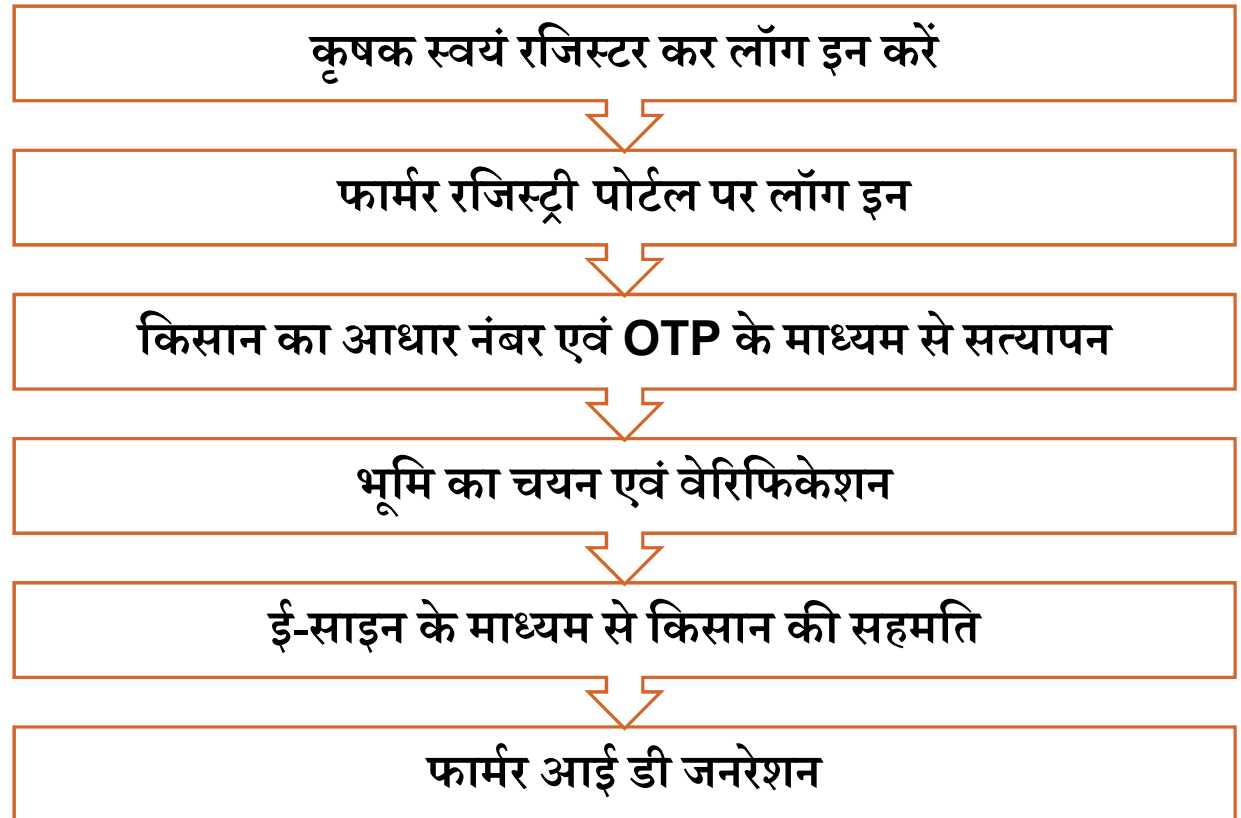 कृषक स्वयं रजिस्टर कर लॉग इन करें
फार्मर रजिस्ट्री पोर्टल पर लॉग इन
किसान का आधार नंबर एवं OTP के माध्यम से सत्यापन
भूमि का चयन एवं वेरिफिकेशन
ई-साइन के माध्यम से किसान की सहमति
फार्मर आई डी जनरेशन